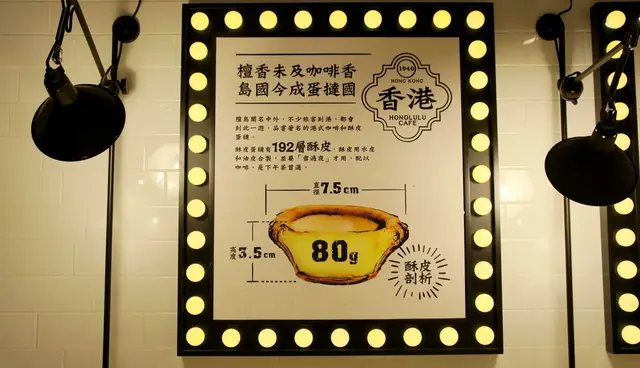 檀香未及咖啡香
島國今成蛋撻國
1940
HONG KONG
香港
HONOLULU
CAFE
檀島聞名中外，不少旅客到港，都會
到此一遊，品嘗著名的港式咖啡和酥皮
蛋撻。
酥皮蛋撻有192層酥皮，酥皮用水皮
和油皮合製，並要「雪過夜」才用，配以
咖啡，是下午茶首選。
直徑 7.5cm
高度 3.5cm
80g
酥皮
剖析